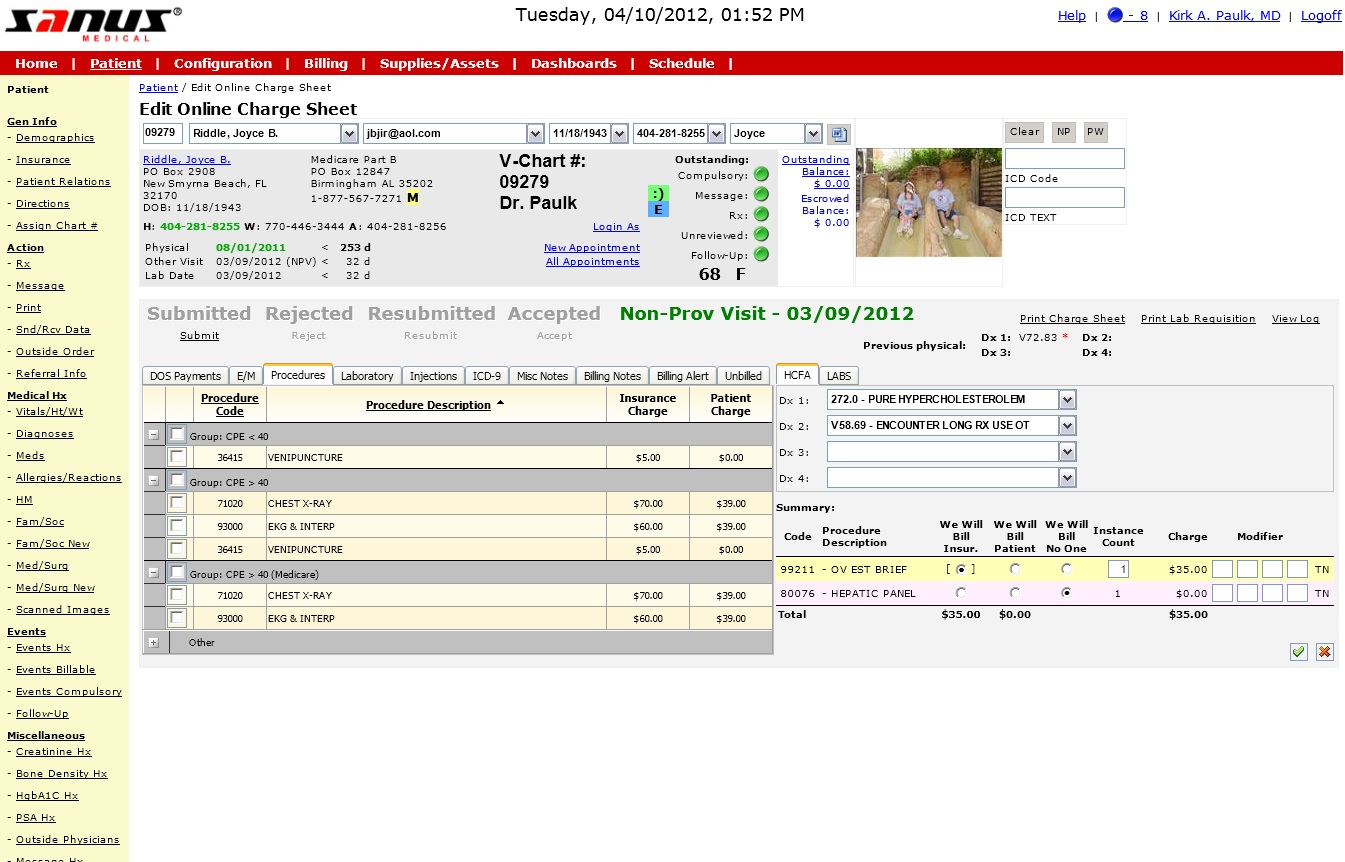 SANUS®
MEDICAL
Tuesday, 04/10/2012, 01:52 PM
Help | - 8 | Kirk A. Paulk, MD | Logoff
Home | Patient | Configuration | Billing | Supplies/Assets | Dashboards | Schedule |
Patient
Gen Info
- Demographics
- Insurance
- Patient Relations
- Directions
- Assign Chart #
Action
- Rx
- Message
- Print
- Snd/Rcv Data
- Outside Order
- Referral Info
Medical Hx
- Vitals/Ht/Wt
- Diagnoses
- Meds
- Allergies/Reactions
- HM
- Fam/Soc
- Fam/Soc New
- Med/Surg
- Med/Surg New
- Scanned Images
Events
- Events Hx
- Events Billable
- Events Compulsory
- Follow-Up
Miscellaneous
- Creatinine Hx
- Bone Density Hx
- HgbA1C Hx
- PSA Hx
- Outside Physicians
- Message Hx
Patient / Edit Online Charge Sheet
Edit Online Charge Sheet
09279 Riddle, Joyce B. jbjir@aol.com 11/18/1943 404-281-8255 Joyce
Riddle, Joyce B.
PO Box 2908
New Smyrna Beach, FL
32170
DOB: 11/18/1943
Medicare Part B
PO Box 12847
Birmingham AL 35202
1-877-567-7271 M
V-Chart #:
09279
Dr. Paulk
:)
E
H: 404-281-8255 W: 770-446-3444 A: 404-281-8256
Login As
Physical 08/01/2011 < 253 d
Other Visit 03/09/2012 (NPV) < 32 d
Lab Date 03/09/2012 < 32 d
New Appointment
All Appointments
Outstanding:
Compulsory:
Message:
Rx:
Unreviewed:
Follow-Up:
68 F
Outstanding
Balance:
$ 0.00
Escrowed
Balance:
$ 0.00
Clear NP PW
ICD Code
ICD TEXT
Submitted Rejected Resubmitted Accepted Non-Prov Visit - 03/09/2012
Submit Reject Resubmit Accept
Print Charge Sheet Print Lab Requisition View Log
Previous physical: Dx 1: V72.83 * Dx 2:
Dx 3: Dx 4:
DOS Payments E/M Procedures Laboratory Injections ICD-9 Misc Notes Billing Notes Billing Alert Unbilled
Procedure Code Procedure Description Insurance Charge Patient Charge
Group: CPE < 40
36415 VENIPUNCTURE $5.00 $0.00
Group: CPE > 40
71020 CHEST X-RAY $70.00 $39.00
93000 EKG & INTERP $60.00 $39.00
36415 VENIPUNCTURE $5.00 $0.00
Group: CPE > 40 (Medicare)
71020 CHEST X-RAY $70.00 $39.00
93000 EKG & INTERP $60.00 $39.00
Other
HCFA LABS
Dx 1: 272.0 - PURE HYPERCHOLESTEROLEM
Dx 2: V58.69 - ENCOUNTER LONG RX USE OT
Dx 3:
Dx 4:
Summary:
Code Procedure Description We Will Bill Insur. We Will Bill Patient We Will Bill No One Instance Count Charge Modifier
99211 - OV EST BRIEF [ ] 1 $35.00 TN
80076 - HEPATIC PANEL 1 $0.00 TN
Total $35.00 $0.00 $35.00